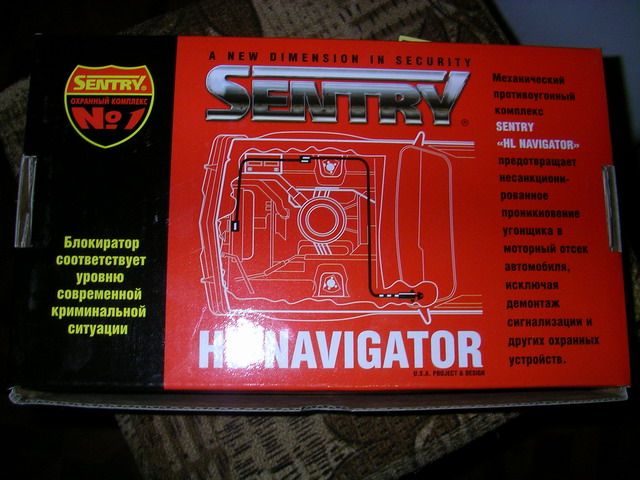 A NEW DIMENSION IN SECURITY
SENTRY®
SENTRY®
ОХРАННЫЙ КОМПЛЕКС
№1
Блокиратор
соответствует
уровню
современной
криминальной
ситуации
HL NAVIGATOR
U.S.A. PROJECT & DESIGN
Механический
противоугонный
комплекс
SENTRY
«HL NAVIGATOR»
предотвращает
несанкциони-
рованное
проникновение
угонщика в
моторный отсек
автомобиля,
исключая
демонтаж
сигнализации и
других охранных
устройств.